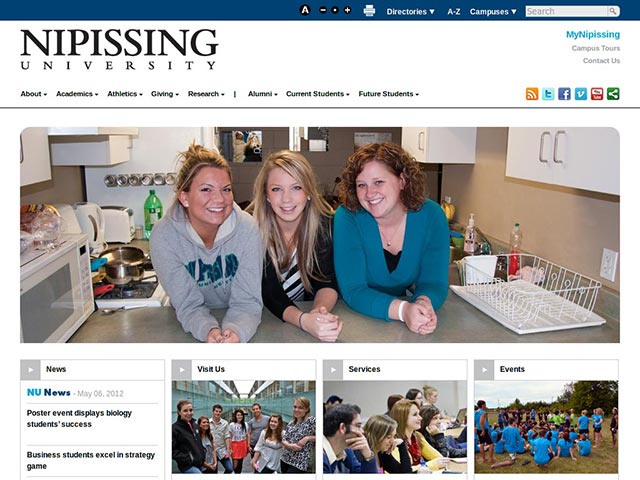 A - • + Directories ▼ A-Z Campuses ▼ Search
NIPISSING
UNIVERSITY
MyNipissing
Campus Tours
Contact Us
About Academics Athletics Giving Research | Alumni Current Students Future Students
News
Visit Us
Services
Events
NU News - May 06, 2012
Poster event displays biology
students' success
Business students excel in strategy
game